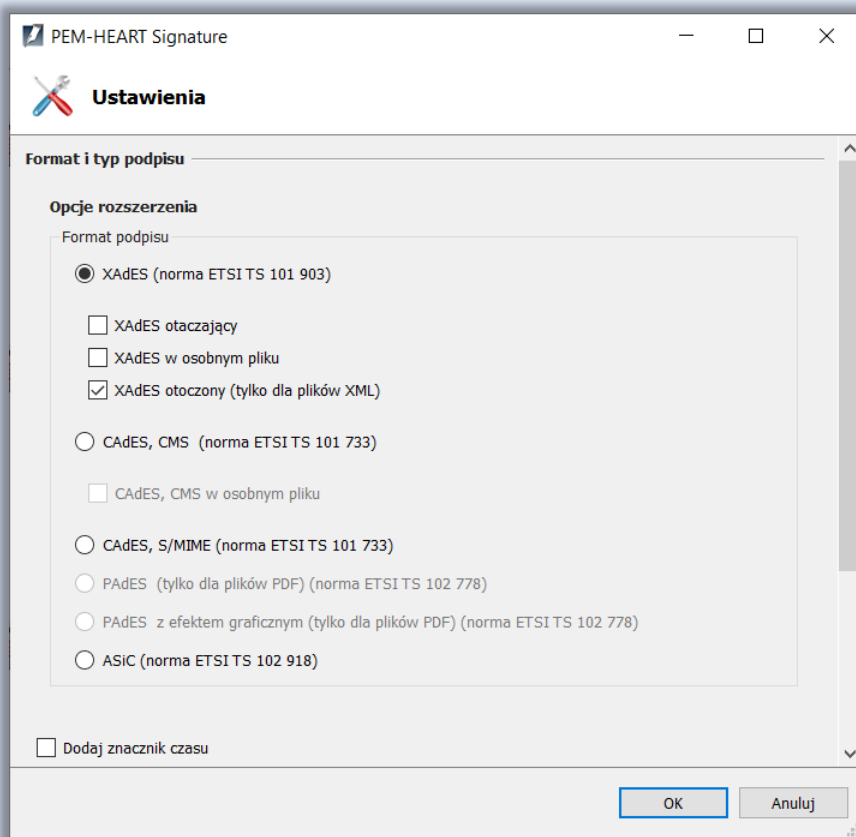 PEM-HEART Signature
Ustawienia
Format i typ podpisu
Opcje rozszerzenia
Format podpisu
XAdES (norma ETSI TS 101 903)
XAdES otaczający
XAdES w osobnym pliku
XAdES otoczony (tylko dla plików XML)
CAdES, CMS (norma ETSI TS 101 733)
CAdES, CMS w osobnym pliku
CAdES, S/MIME (norma ETSI TS 101 733)
PAdES (tylko dla plików PDF) (norma ETSI TS 102 778)
PAdES z efektem graficznym (tylko dla plików PDF) (norma ETSI TS 102 778)
ASiC (norma ETSI TS 102 918)
Dodaj znacznik czasu
OK Anuluj